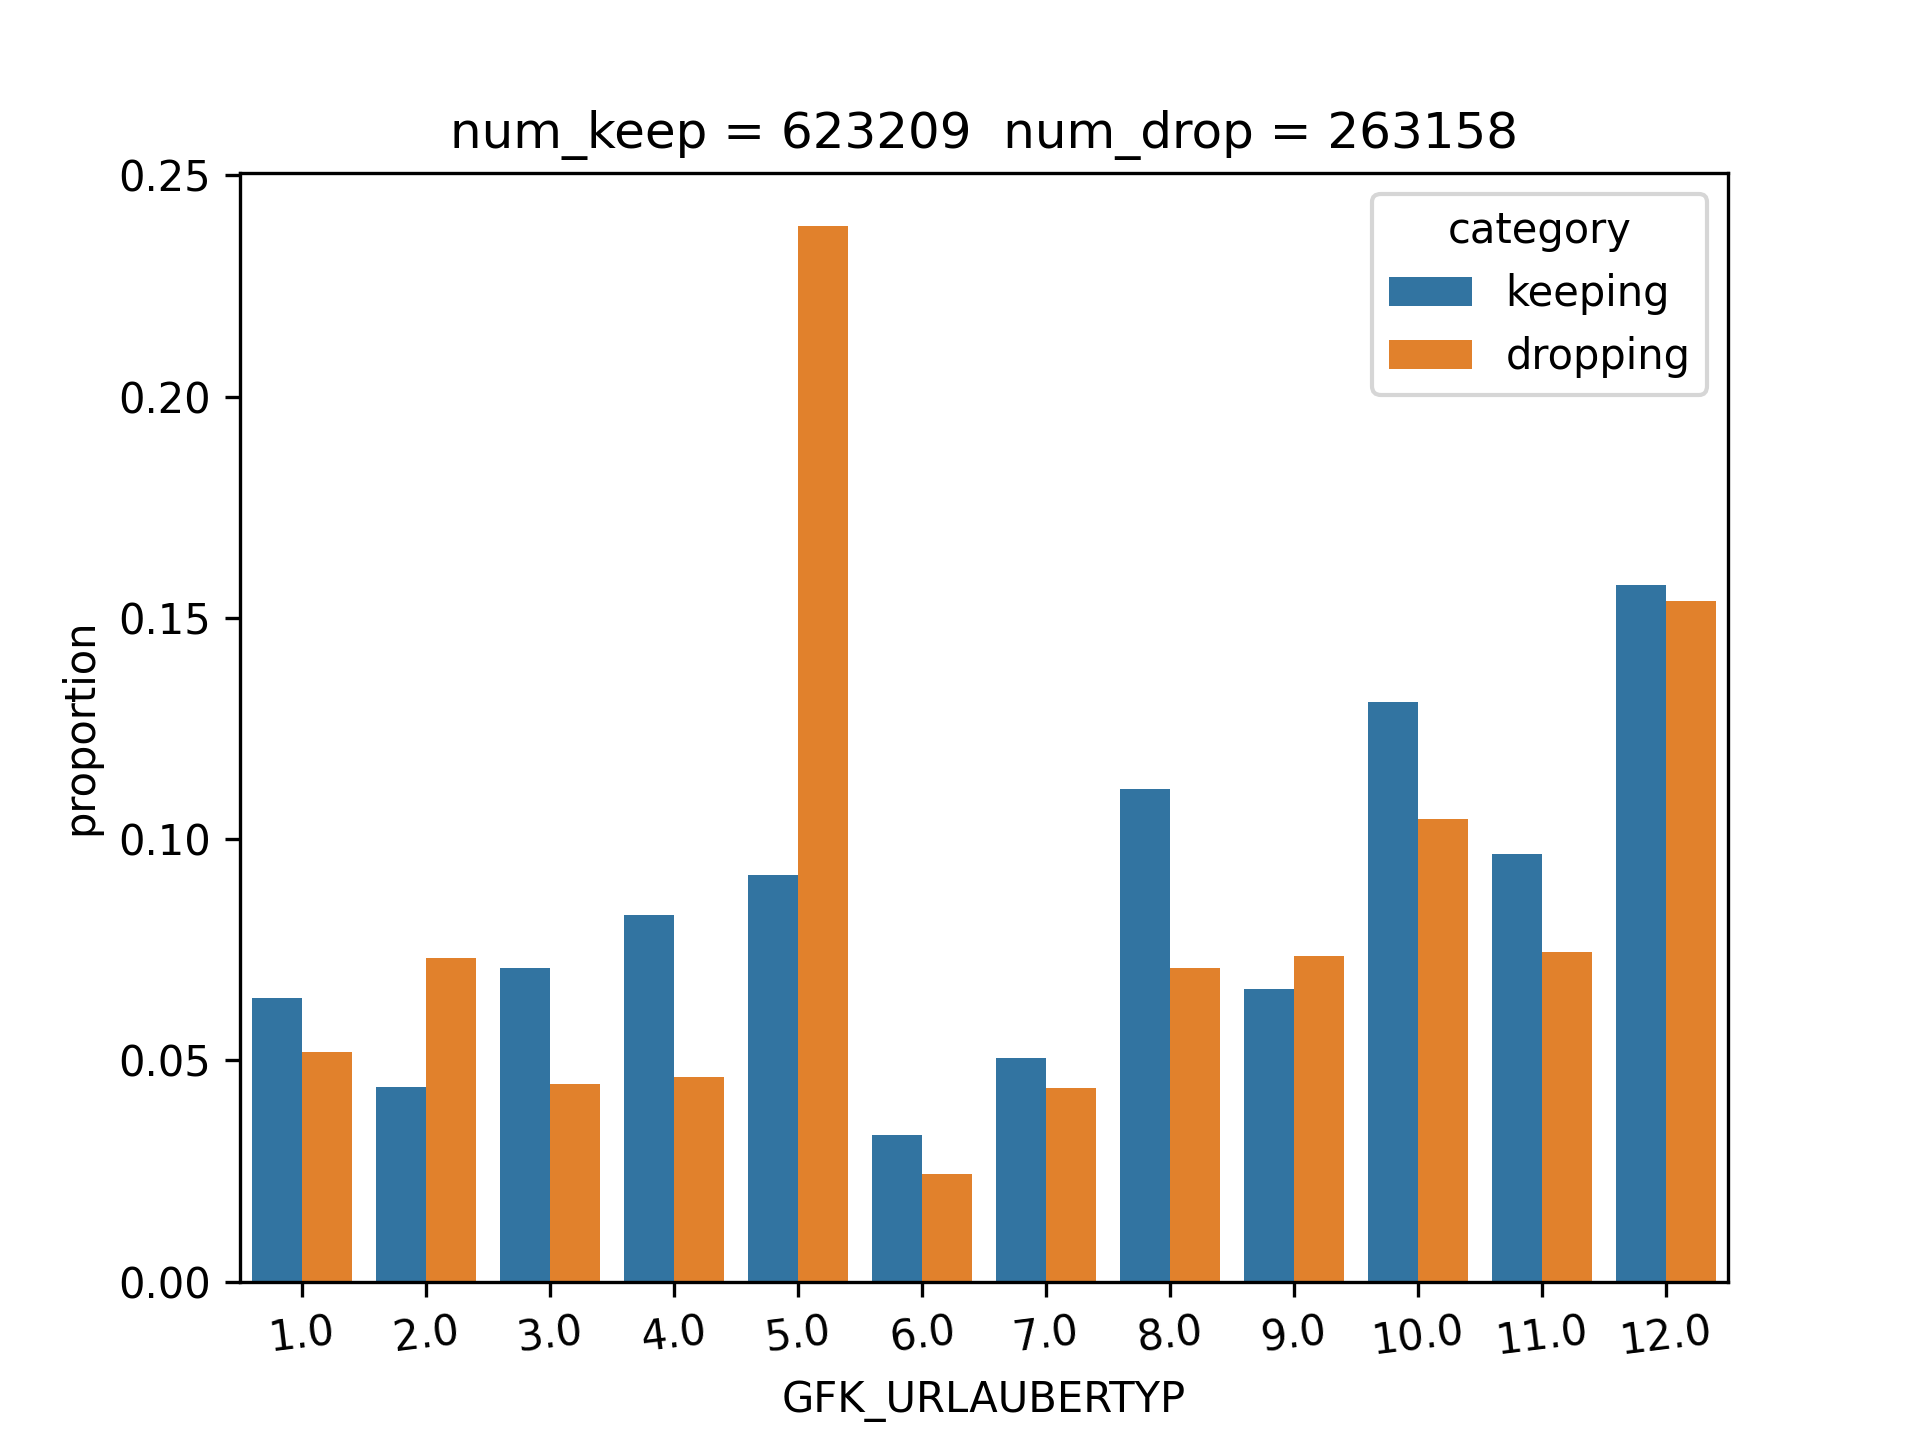 num_keep = 623209  num_drop = 263158
0.25
0.20
0.15
0.10
0.05
0.00
proportion
category
keeping
dropping
1.0 2.0 3.0 4.0 5.0 6.0 7.0 8.0 9.0 10.0 11.0 12.0
GFK_URLAUBERTYP